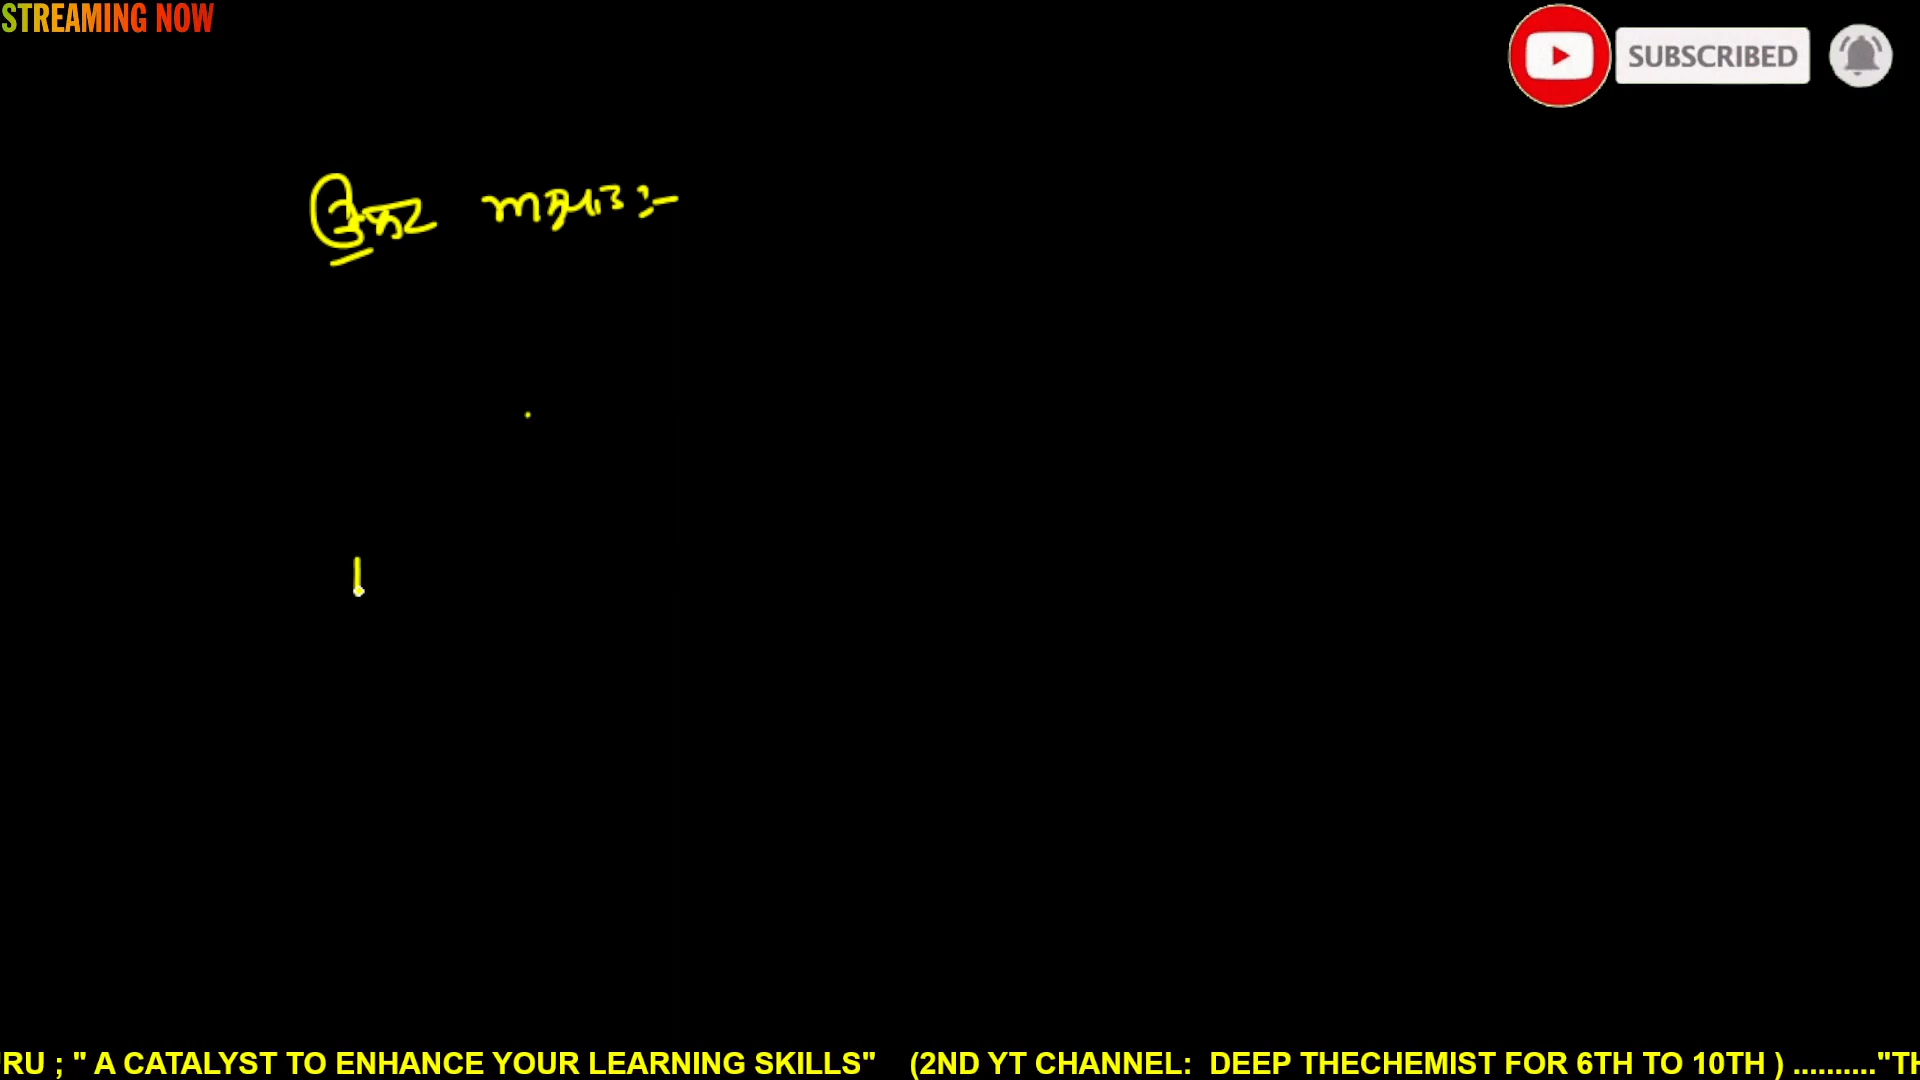 STREAMING NOW
SUBSCRIBED
RU ; " A CATALYST TO ENHANCE YOUR LEARNING SKILLS" (2ND YT CHANNEL: DEEP THECHEMIST FOR 6TH TO 10TH ) .........."TH